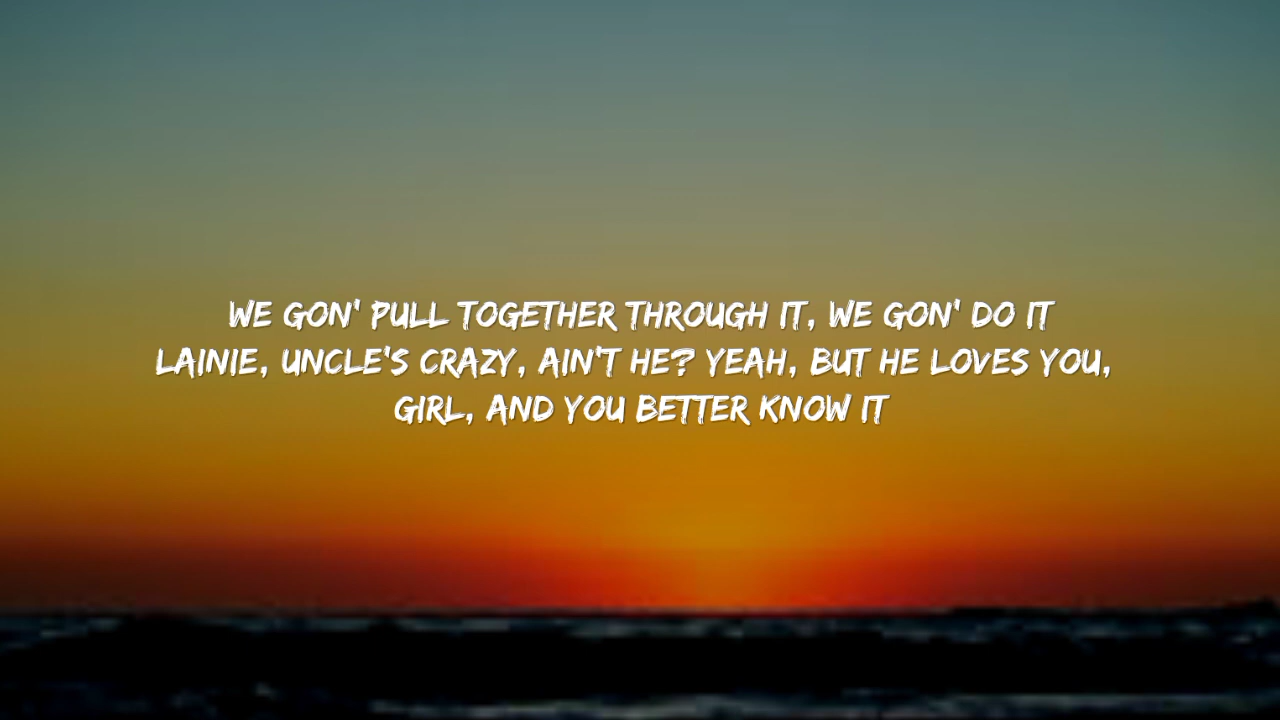 WE GON' PULL TOGETHER THROUGH IT, WE GON' DO IT
LAINIE, UNCLE'S CRAZY, AIN'T HE? YEAH, BUT HE LOVES YOU,
GIRL, AND YOU BETTER KNOW IT